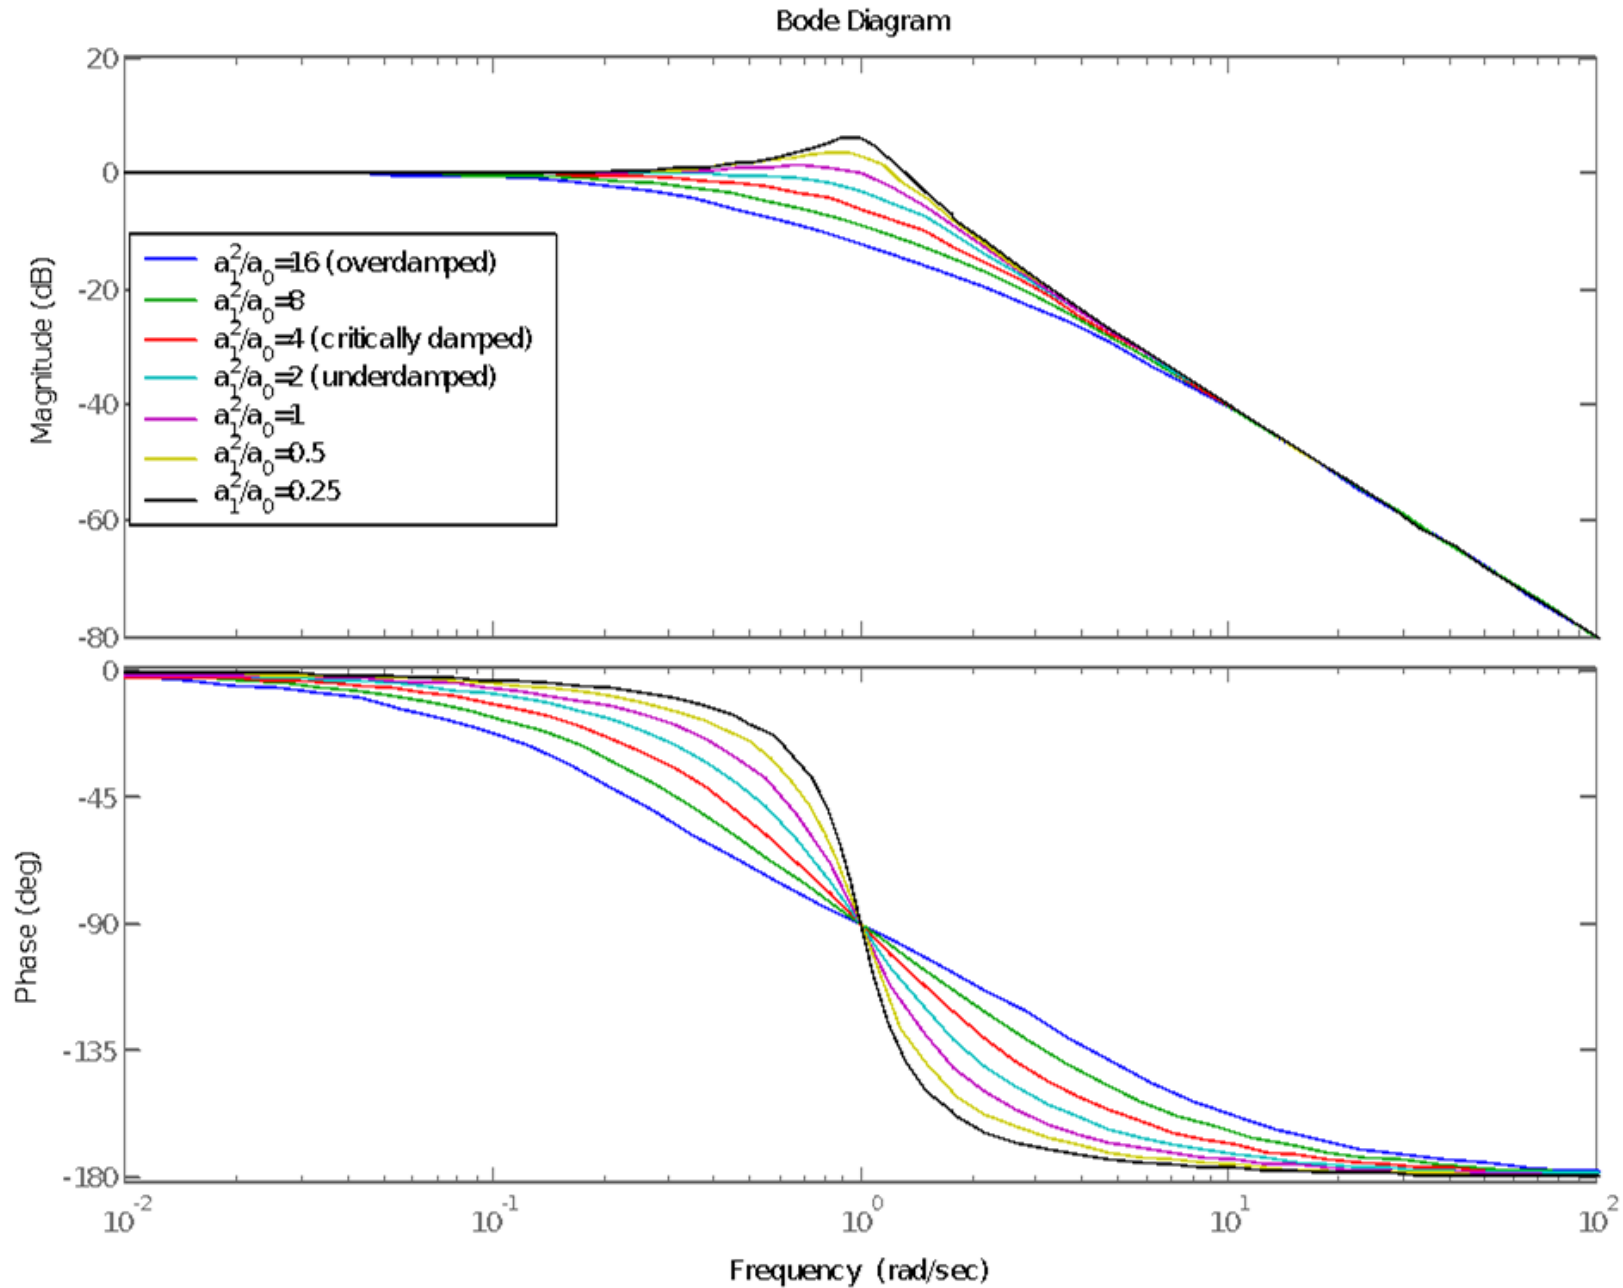 Bode Diagram
20
0
-20
-40
-60
-80
Magnitude (dB)
a₁²/a₀=16 (overdamped)
a₁²/a₀=8
a₁²/a₀=4 (critically damped)
a₁²/a₀=2 (underdamped)
a₁²/a₀=1
a₁²/a₀=0.5
a₁²/a₀=0.25
0
-45
-90
-135
-180
Phase (deg)
10⁻² 10⁻¹ 10⁰ 10¹ 10²
Frequency (rad/sec)